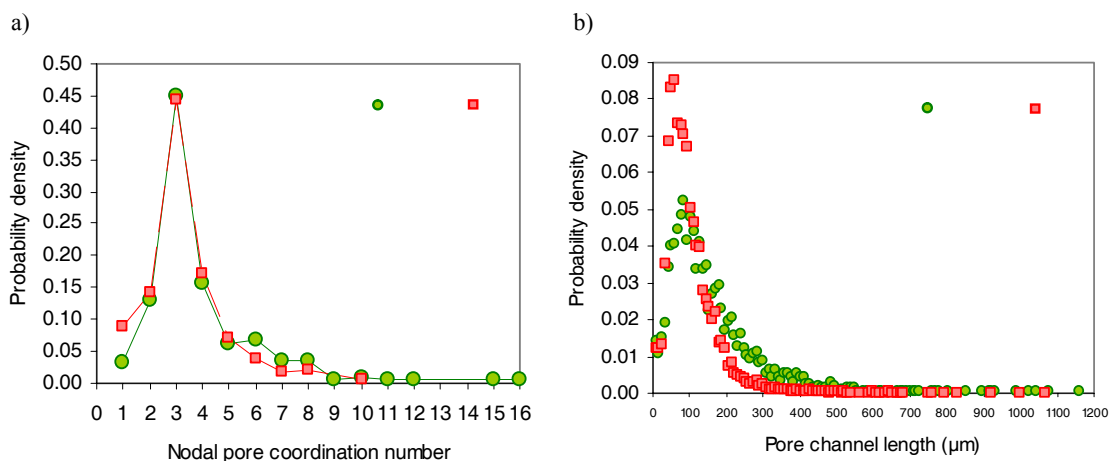 a)
0.50
0.45
0.40
0.35
0.30
0.25
0.20
0.15
0.10
0.05
0.00
Probability density
0 1 2 3 4 5 6 7 8 9 10 11 12 13 14 15 16
Nodal pore coordination number
b)
0.09
0.08
0.07
0.06
0.05
0.04
0.03
0.02
0.01
0.00
Probability density
0 100 200 300 400 500 600 700 800 900 1000 1100 1200
Pore channel length (µm)